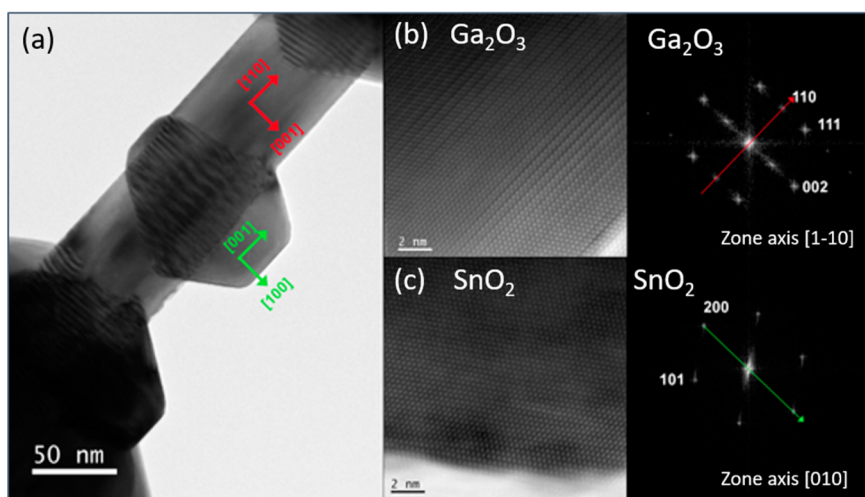 (a)
[110]
[001]
[001]
[100]
50 nm
(b) Ga₂O₃
2 nm
Ga₂O₃
110
111
002
Zone axis [1-10]
(c) SnO₂
2 nm
SnO₂
200
101
Zone axis [010]